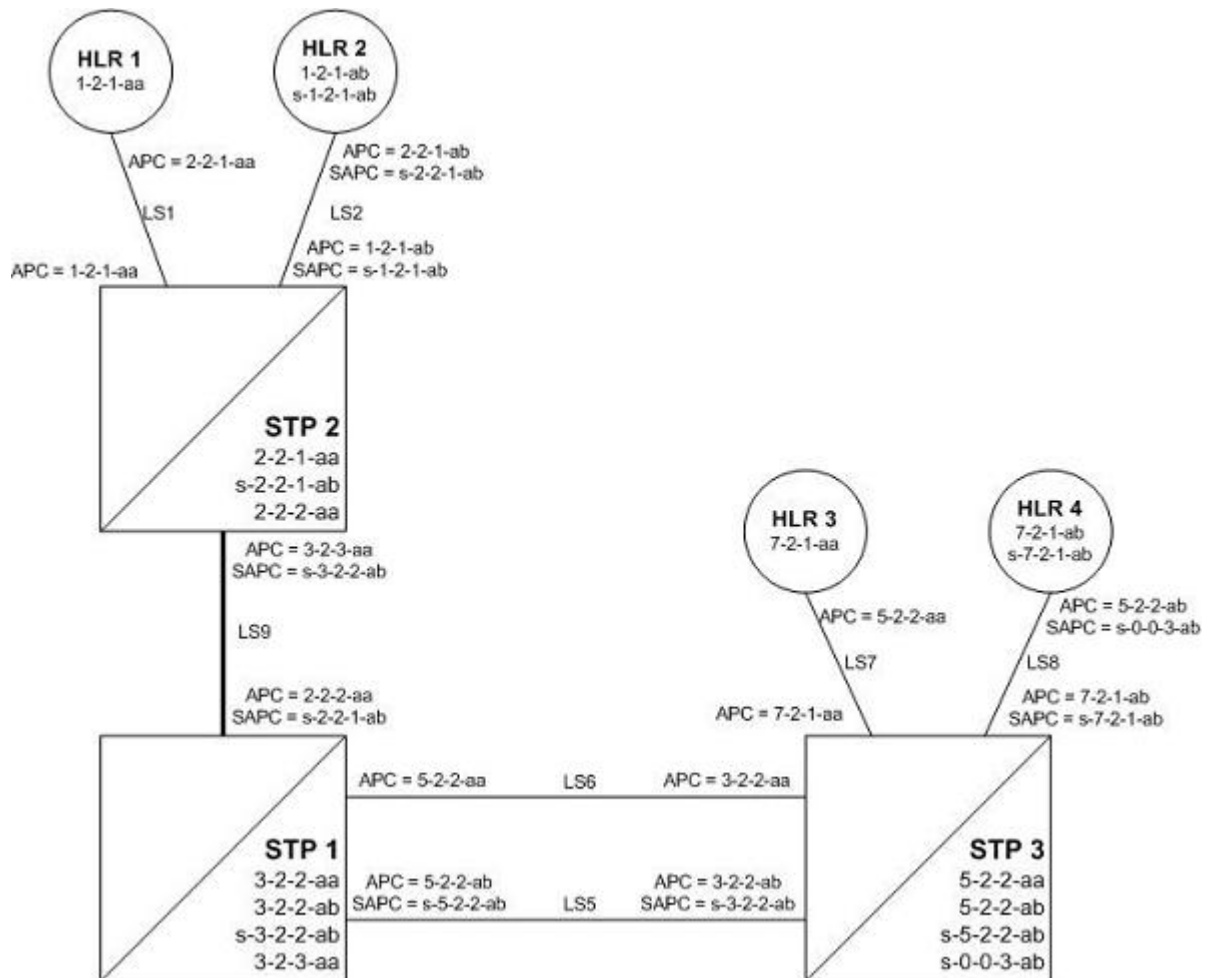 HLR 1
1-2-1-aa
HLR 2
1-2-1-ab
s-1-2-1-ab
APC = 2-2-1-aa
APC = 2-2-1-ab
SAPC = s-2-2-1-ab
LS1
LS2
APC = 1-2-1-aa
APC = 1-2-1-ab
SAPC = s-1-2-1-ab
STP 2
2-2-1-aa
s-2-2-1-ab
2-2-2-aa
APC = 3-2-3-aa
SAPC = s-3-2-2-ab
LS9
APC = 2-2-2-aa
SAPC = s-2-2-1-ab
HLR 3
7-2-1-aa
HLR 4
7-2-1-ab
s-7-2-1-ab
APC = 5-2-2-aa
APC = 5-2-2-ab
SAPC = s-0-0-3-ab
LS7
LS8
APC = 7-2-1-aa
APC = 7-2-1-ab
SAPC = s-7-2-1-ab
APC = 5-2-2-aa
LS6
APC = 3-2-2-aa
STP 1
3-2-2-aa
3-2-2-ab
s-3-2-2-ab
3-2-3-aa
APC = 5-2-2-ab
SAPC = s-5-2-2-ab
LS5
APC = 3-2-2-ab
SAPC = s-3-2-2-ab
STP 3
5-2-2-aa
5-2-2-ab
s-5-2-2-ab
s-0-0-3-ab